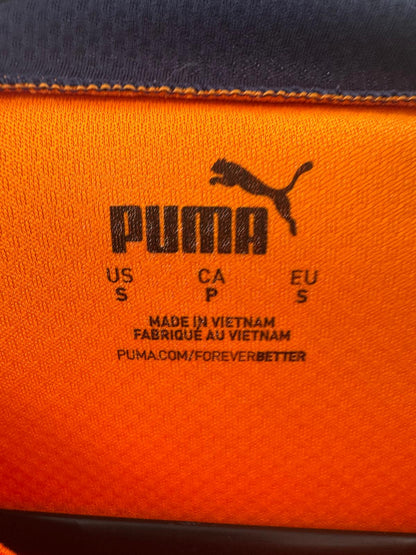 PUMA
US CA EU
S P S
MADE IN VIETNAM
FABRIQUÉ AU VIETNAM
PUMA.COM/FOREVERBETTER